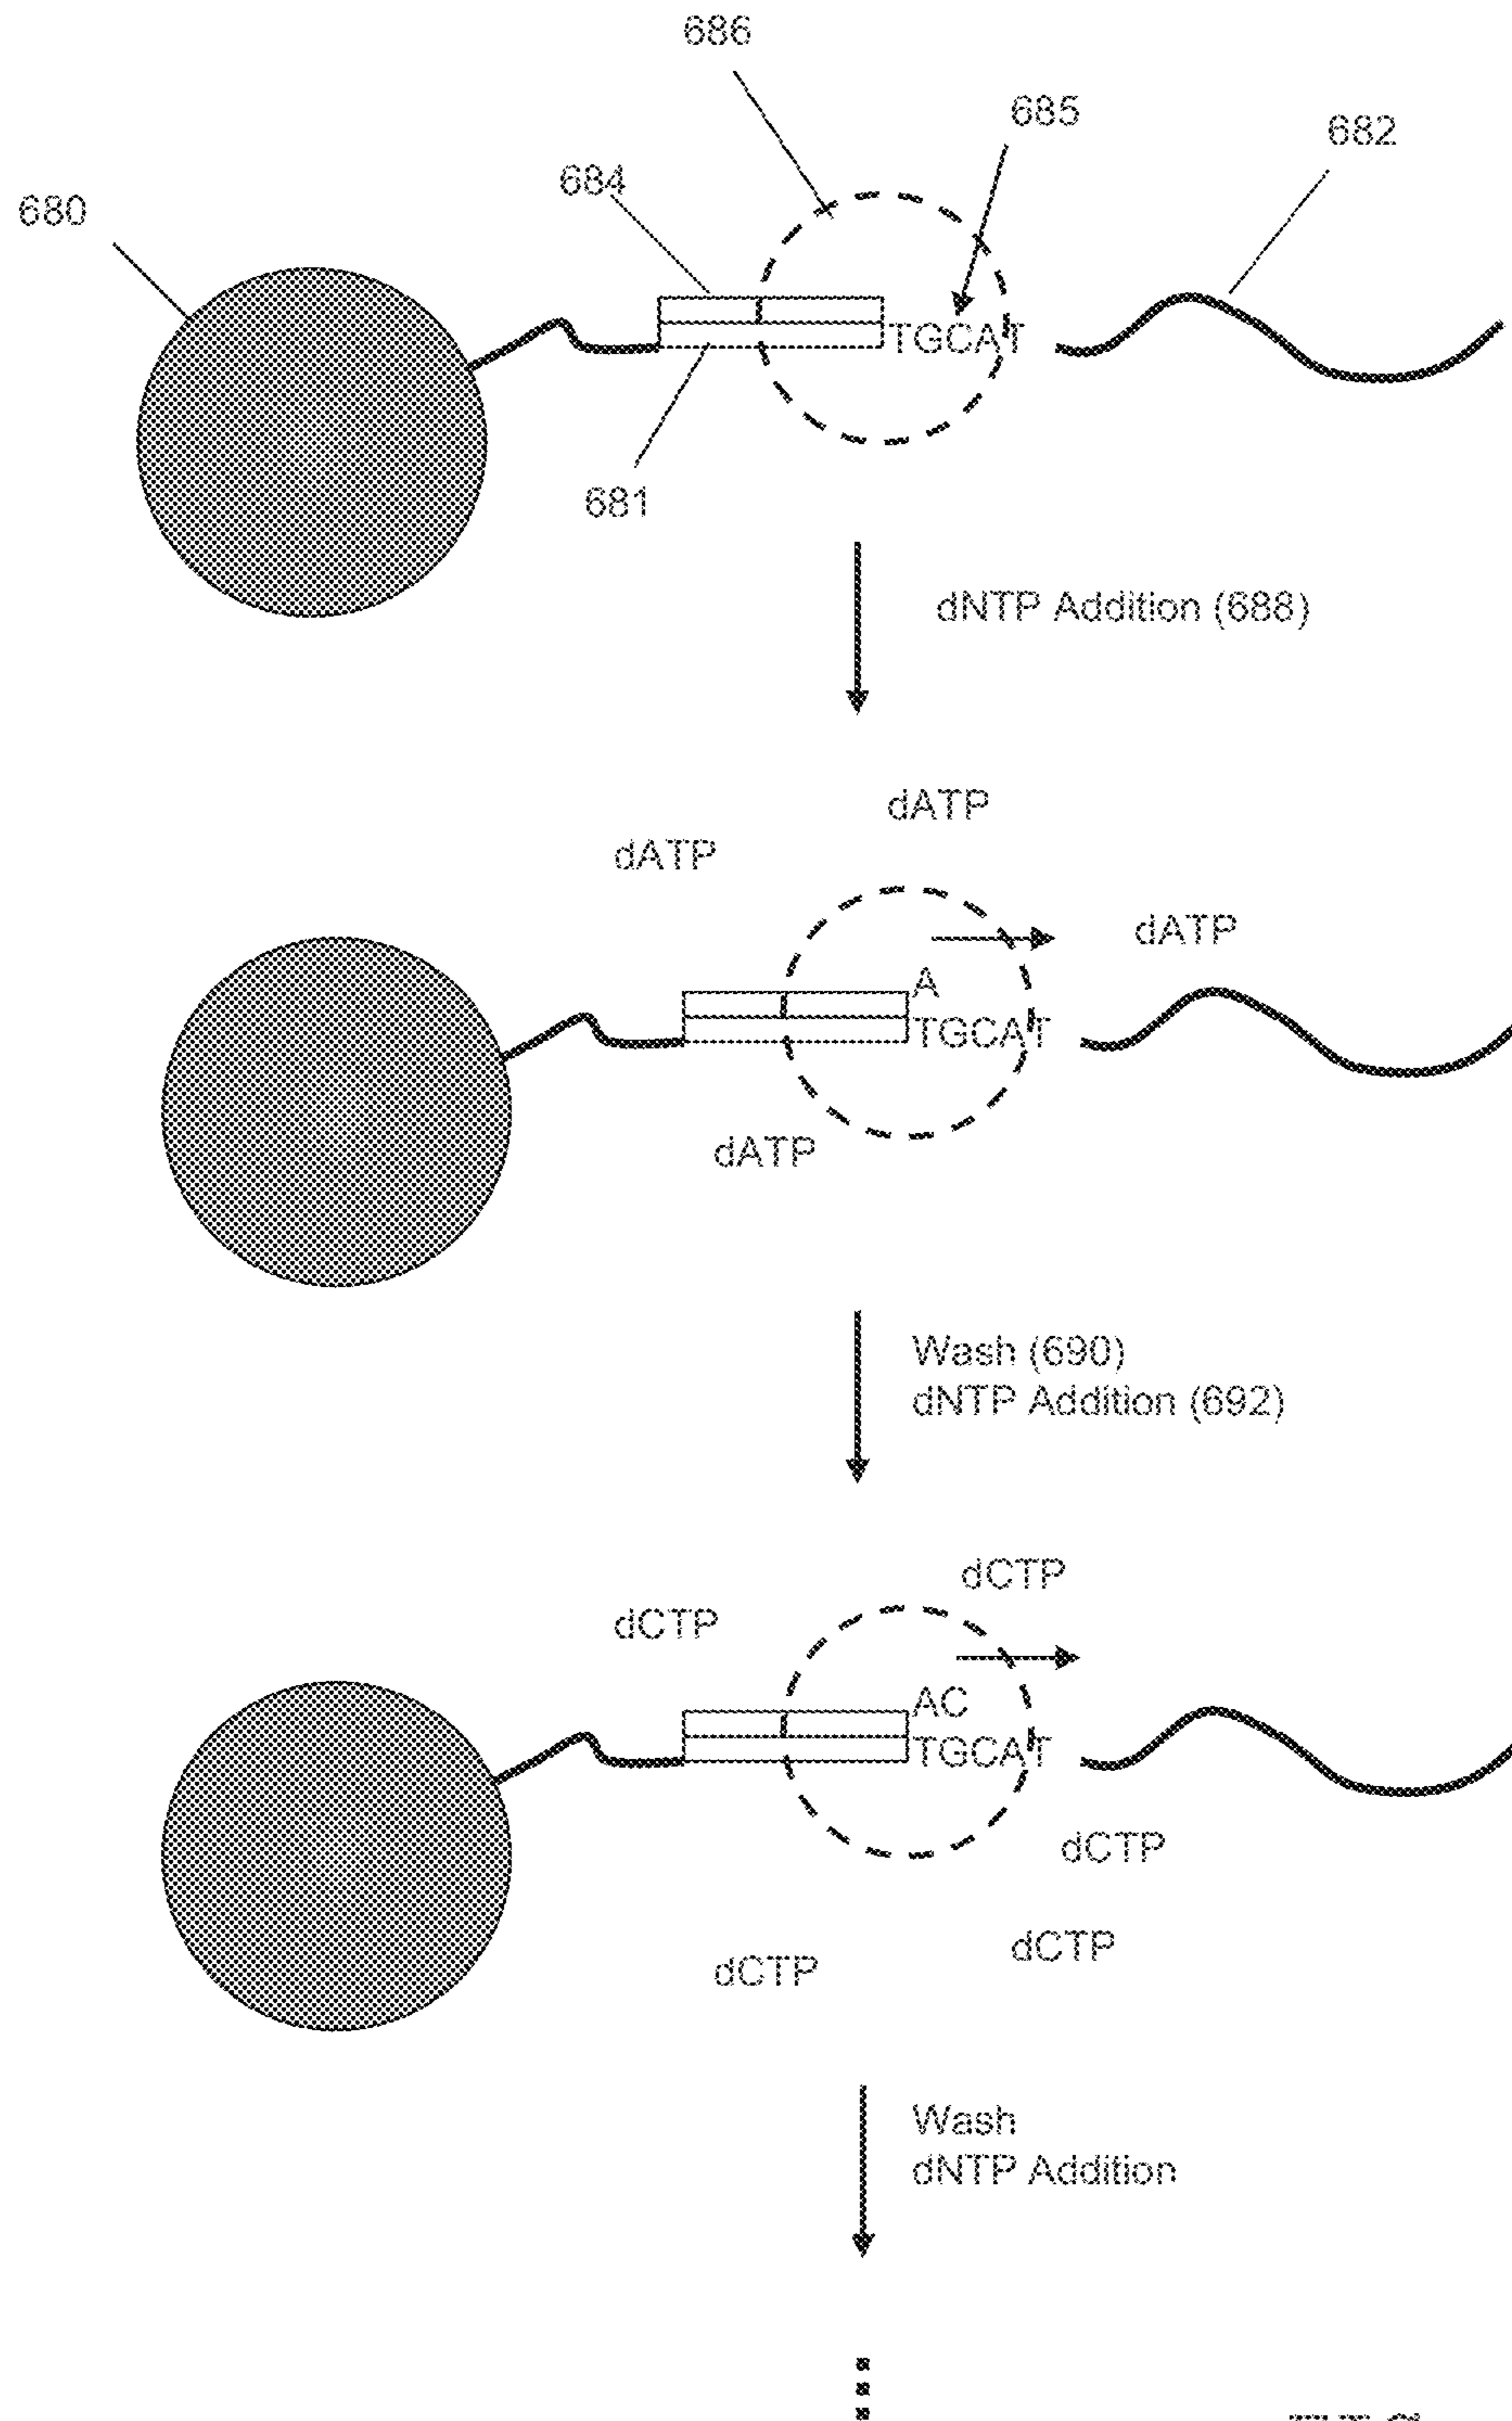 686
685
682
684
680
TGCAT
681
dNTP Addition (688)
dATP
dATP
dATP
A
TGCAT
dATP
Wash (690)
dNTP Addition (692)
dCTP
dCTP
AC
TGCAT
dCTP
dCTP
dCTP
Wash
dNTP Addition